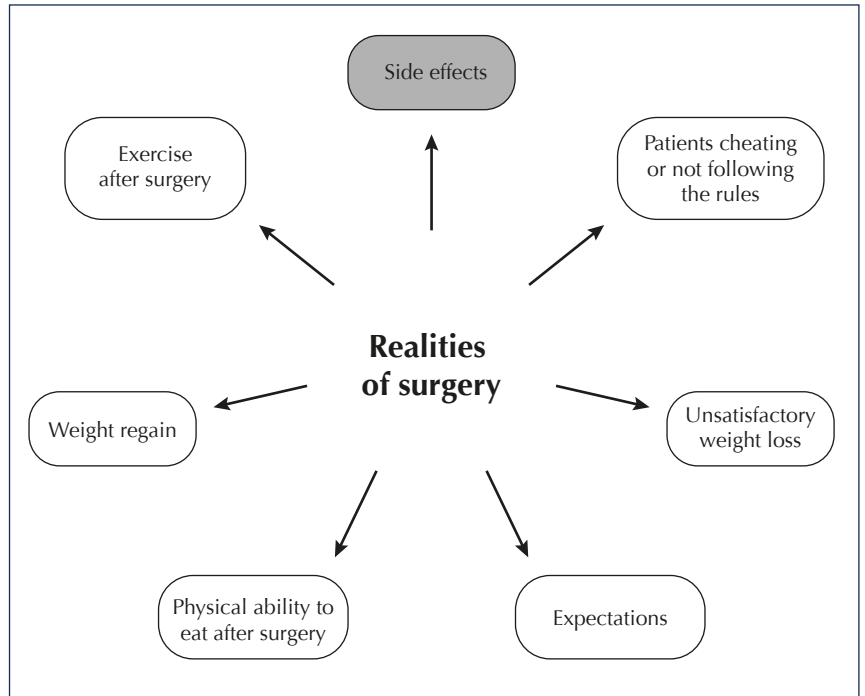 Side effects
Exercise
after surgery
Patients cheating
or not following
the rules
Realities
of surgery
Weight regain
Unsatisfactory
weight loss
Physical ability to
eat after surgery
Expectations